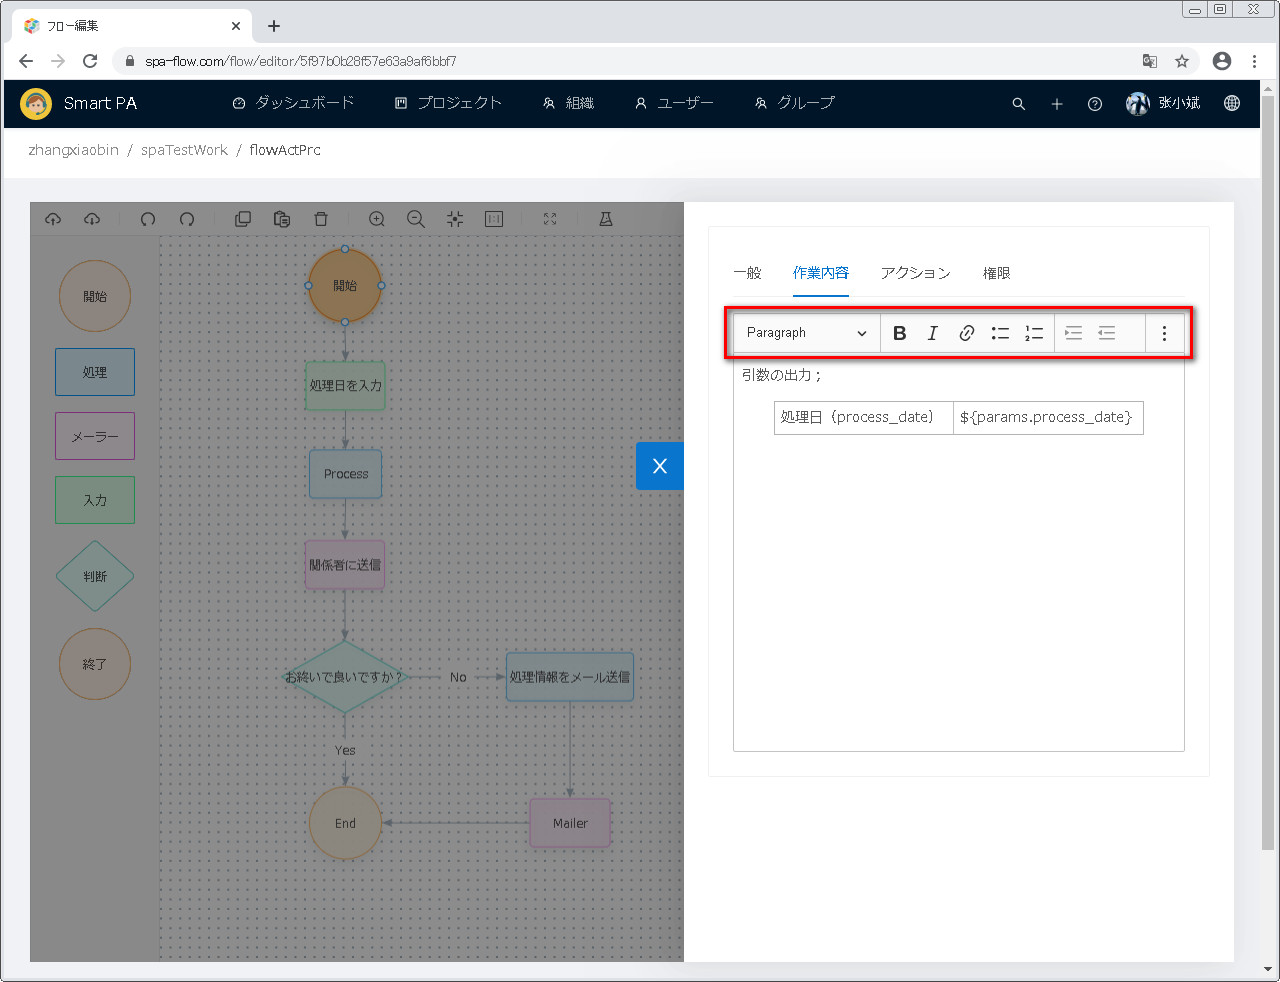 フロー編集
spa-flow.com/flow/editor/5f97b0b28f57e63a9af6bbf7
Smart PA
ダッシュボード
プロジェクト
組織
ユーザー
グループ
张小斌
zhangxiaobin / spaTestWork / flowActPrc
開始
処理
メーラー
入力
判断
終了
開始
処理日を入力
Process
関係者に送信
お終いで良いですか？
No
処理情報をメール送信
Yes
End
Mailer
X
一般
作業内容
アクション
権限
Paragraph
B
I
引数の出力；
処理日（process_date）
${params.process_date}